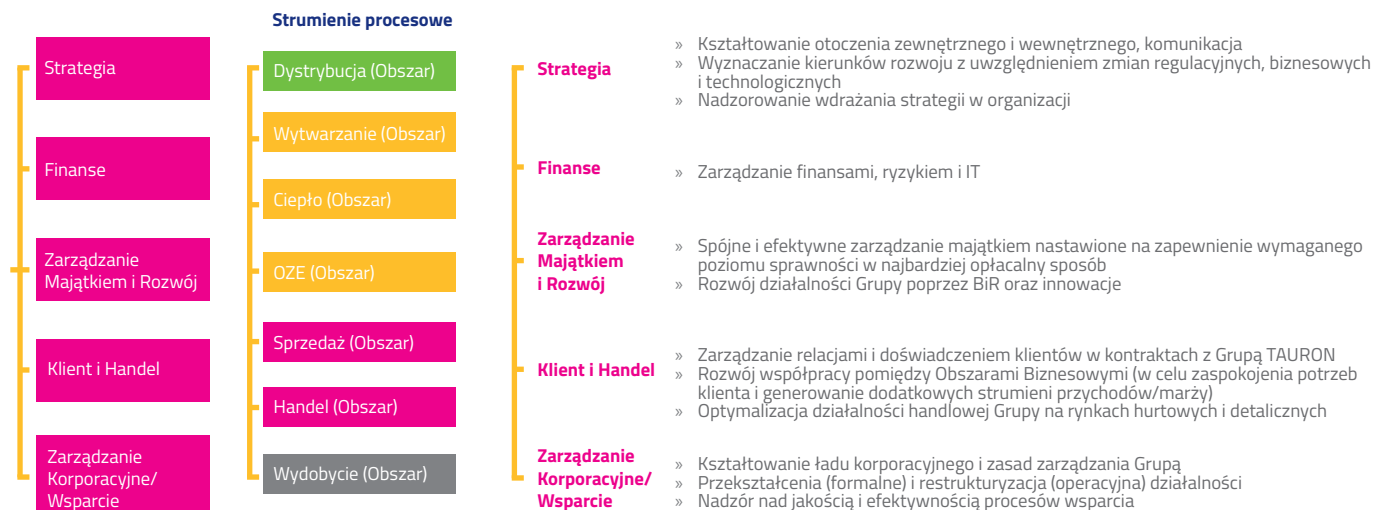 Strumienie procesowe
Strategia
Finanse
Zarządzanie
Majątkiem i Rozwój
Klient i Handel
Zarządzanie
Korporacyjne/
Wsparcie
Dystrybucja (Obszar)
Wytwarzanie (Obszar)
Ciepło (Obszar)
OZE (Obszar)
Sprzedaż (Obszar)
Handel (Obszar)
Wydobycie (Obszar)
Strategia
» Kształtowanie otoczenia zewnętrznego i wewnętrznego, komunikacja
» Wyznaczanie kierunków rozwoju z uwzględnieniem zmian regulacyjnych, biznesowych
i technologicznych
» Nadzorowanie wdrażania strategii w organizacji
Finanse
» Zarządzanie finansami, ryzykiem i IT
Zarządzanie
Majątkiem
i Rozwój
» Spójne i efektywne zarządzanie majątkiem nastawione na zapewnienie wymaganego
poziomu sprawności w najbardziej opłacalny sposób
» Rozwój działalności Grupy poprzez BiR oraz innowacje
Klient i Handel
» Zarządzanie relacjami i doświadczeniem klientów w kontraktach z Grupą TAURON
» Rozwój współpracy pomiędzy Obszarami Biznesowymi (w celu zaspokojenia potrzeb
klienta i generowanie dodatkowych strumieni przychodów/marży)
» Optymalizacja działalności handlowej Grupy na rynkach hurtowych i detalicznych
Zarządzanie
Korporacyjne/
Wsparcie
» Kształtowanie ładu korporacyjnego i zasad zarządzania Grupą
» Przekształcenia (formalne) i restrukturyzacja (operacyjna) działalności
» Nadzór nad jakością i efektywnością procesów wsparcia